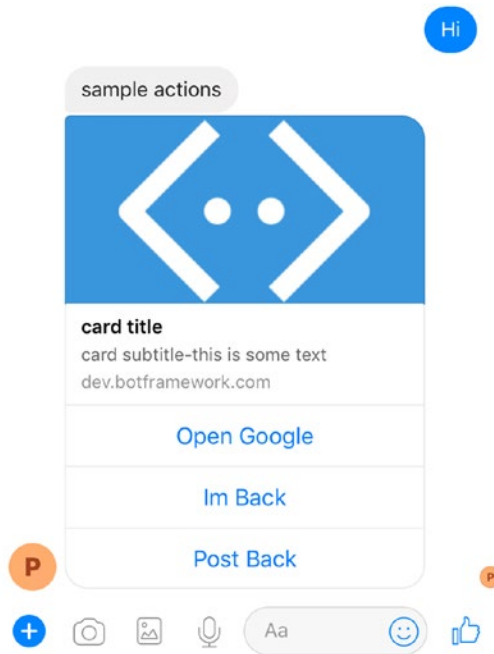 Hi
sample actions
card title
card subtitle-this is some text
dev.botframework.com
Open Google
Im Back
Post Back
P
P
Aa